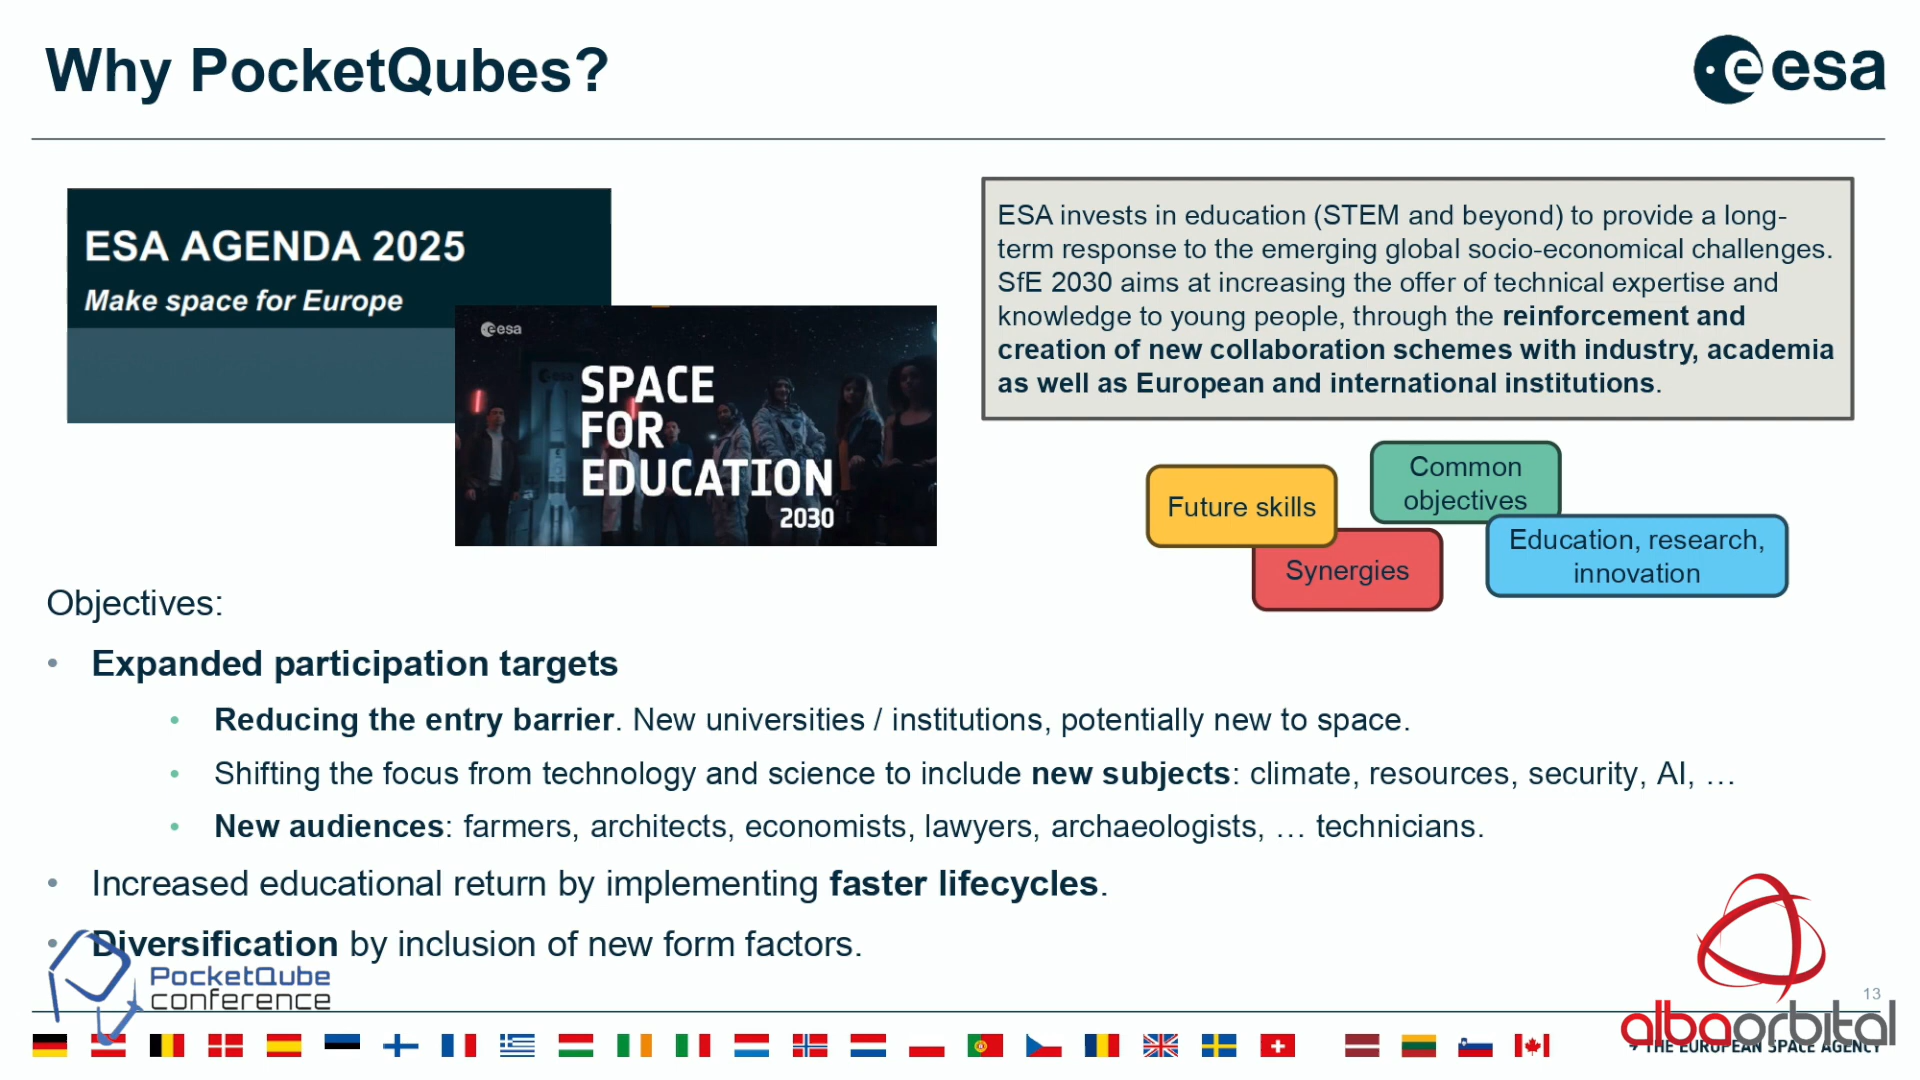 Why PocketQubes?
esa
ESA AGENDA 2025
Make space for Europe
esa
SPACE
FOR
EDUCATION
2030
ESA invests in education (STEM and beyond) to provide a long-
term response to the emerging global socio-economical challenges.
SfE 2030 aims at increasing the offer of technical expertise and
knowledge to young people, through the reinforcement and
creation of new collaboration schemes with industry, academia
as well as European and international institutions.
Future skills
Common
objectives
Synergies
Education, research,
innovation
Objectives:
• Expanded participation targets
• Reducing the entry barrier. New universities / institutions, potentially new to space.
• Shifting the focus from technology and science to include new subjects: climate, resources, security, AI, …
• New audiences: farmers, architects, economists, lawyers, archaeologists, … technicians.
• Increased educational return by implementing faster lifecycles.
• Diversification by inclusion of new form factors.
PocketQube
conference
13
albaorbital
→ THE EUROPEAN SPACE AGENCY